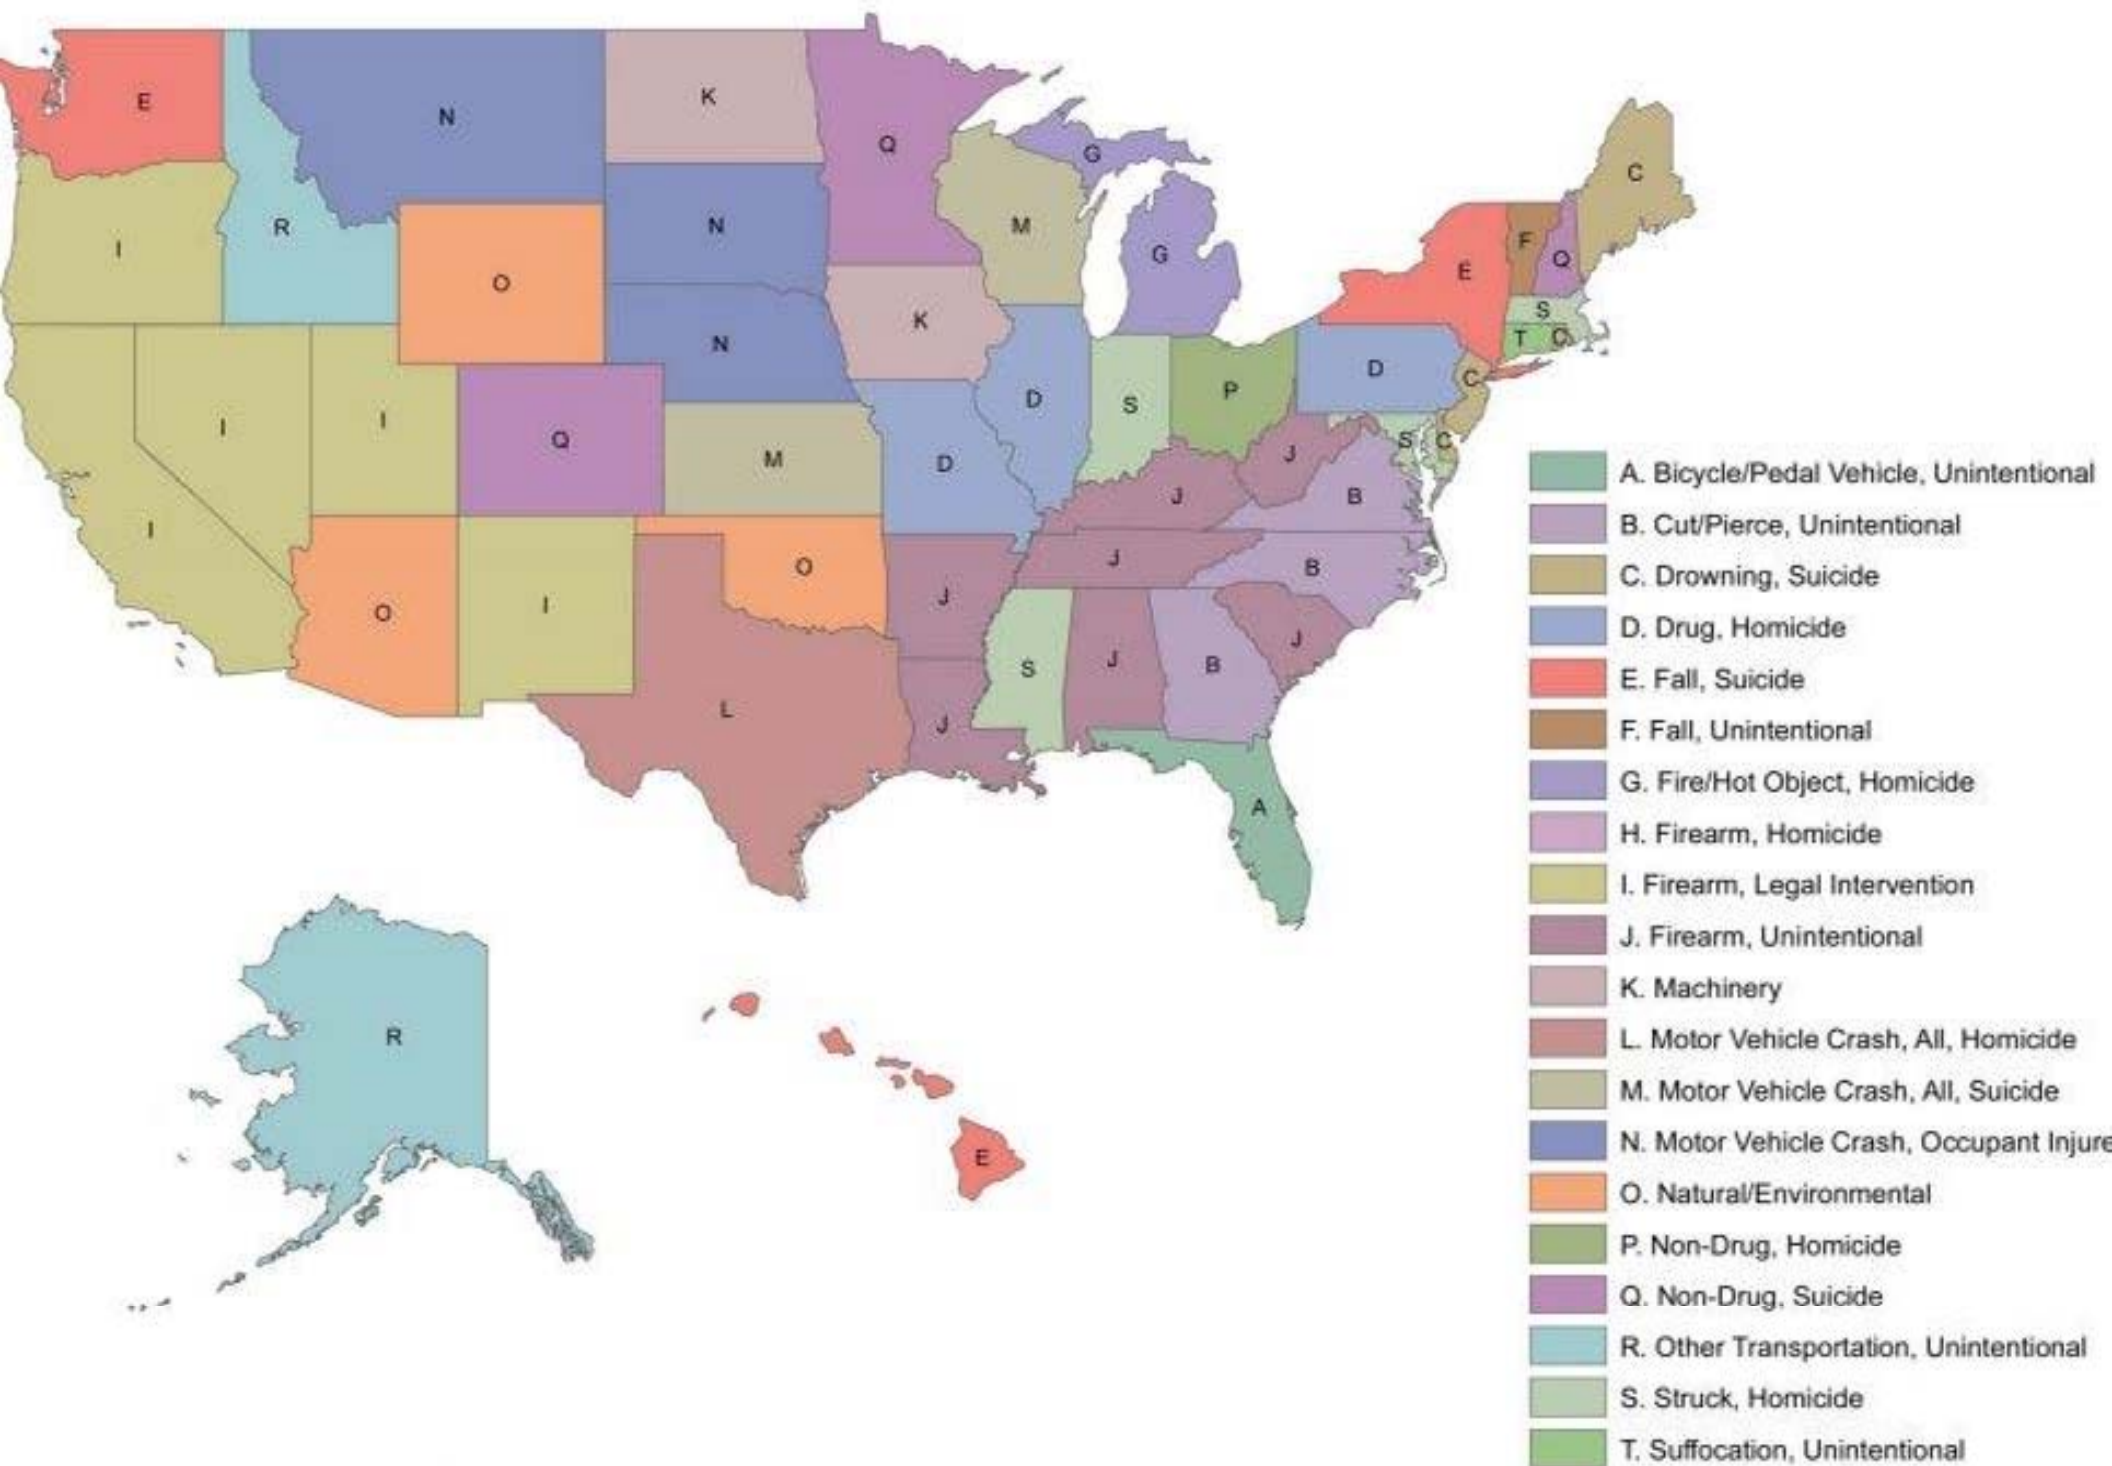 E
N
K
Q
G
C
M
I
R
N
G
F
Q
E
O
K
N
S
T
C
I
I
Q
M
D
D
S
P
D
C
S
C
J
J
B
I
O
I
O
J
J
B
J
S
J
B
L
J
A
R
E
A. Bicycle/Pedal Vehicle, Unintentional
B. Cut/Pierce, Unintentional
C. Drowning, Suicide
D. Drug, Homicide
E. Fall, Suicide
F. Fall, Unintentional
G. Fire/Hot Object, Homicide
H. Firearm, Homicide
I. Firearm, Legal Intervention
J. Firearm, Unintentional
K. Machinery
L. Motor Vehicle Crash, All, Homicide
M. Motor Vehicle Crash, All, Suicide
N. Motor Vehicle Crash, Occupant Injure
O. Natural/Environmental
P. Non-Drug, Homicide
Q. Non-Drug, Suicide
R. Other Transportation, Unintentional
S. Struck, Homicide
T. Suffocation, Unintentional